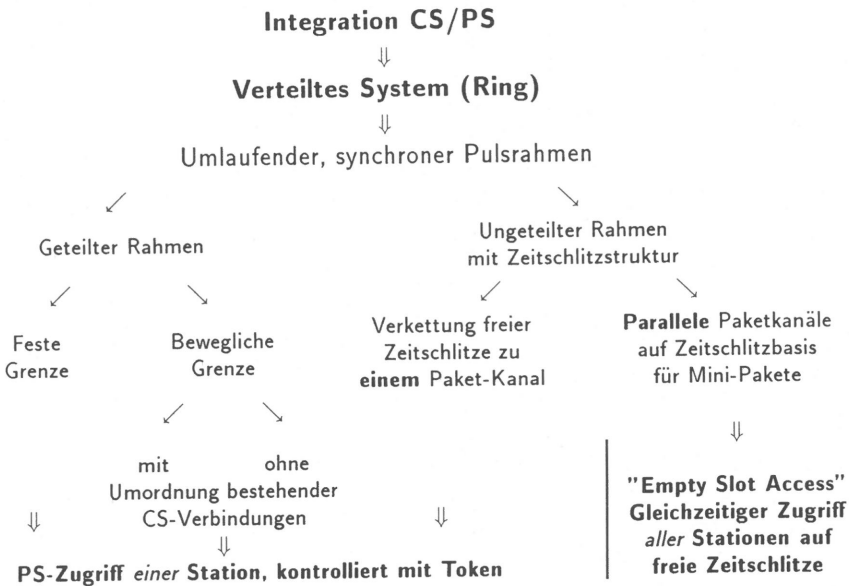 Integration CS/PS
⇓
Verteiltes System (Ring)
⇓
Umlaufender, synchroner Pulsrahmen
↙ ↘
Geteilter Rahmen
Ungeteilter Rahmen
mit Zeitschlitzstruktur
↙ ↘ ↙ ↘
Feste
Grenze
Bewegliche
Grenze
Verkettung freier
Zeitschlitze zu
einem Paket-Kanal
Parallele Paketkanäle
auf Zeitschlitzbasis
für Mini-Pakete
↙ ↘
mit ohne
Umordnung bestehender
CS-Verbindungen
⇓ ⇓ ⇓
PS-Zugriff einer Station, kontrolliert mit Token
⇓
"Empty Slot Access"
Gleichzeitiger Zugriff
aller Stationen auf
freie Zeitschlitze